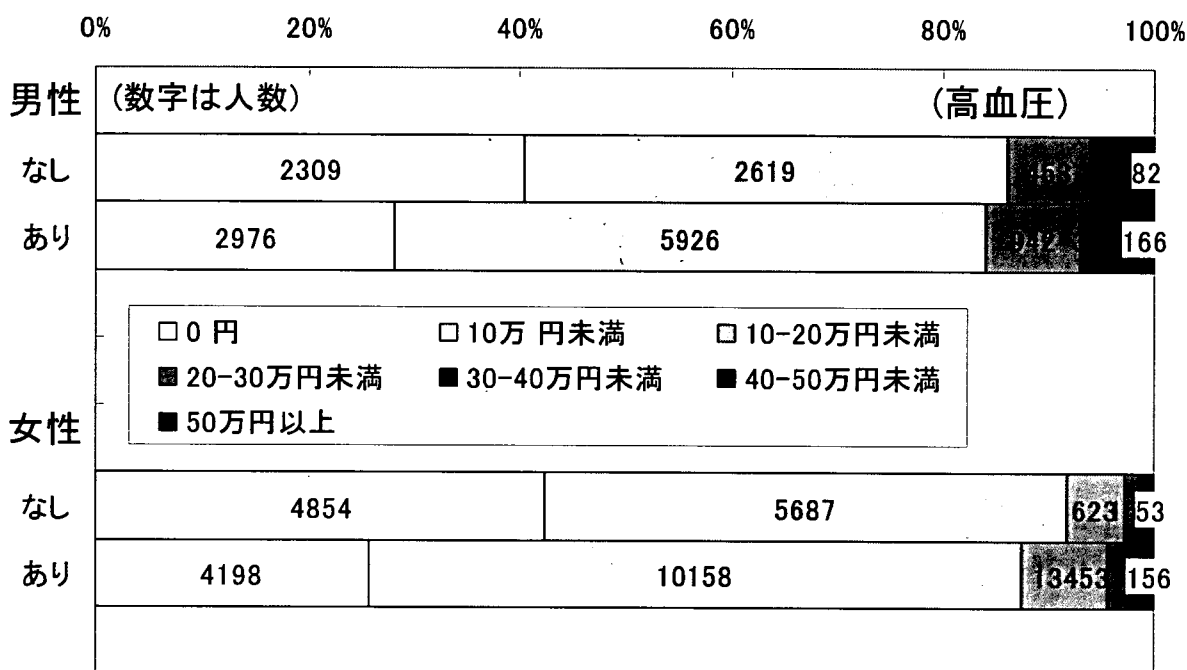 0% 20% 40% 60% 80% 100%
男性 (数字は人数) (高血圧)
なし 2309 2619 82
あり 2976 5926 942 166
□0 円 □10万 円未満 □10-20万円未満
■20-30万円未満 ■30-40万円未満 ■40-50万円未満
■50万円以上
女性
なし 4854 5687 623 53
あり 4198 10158 156